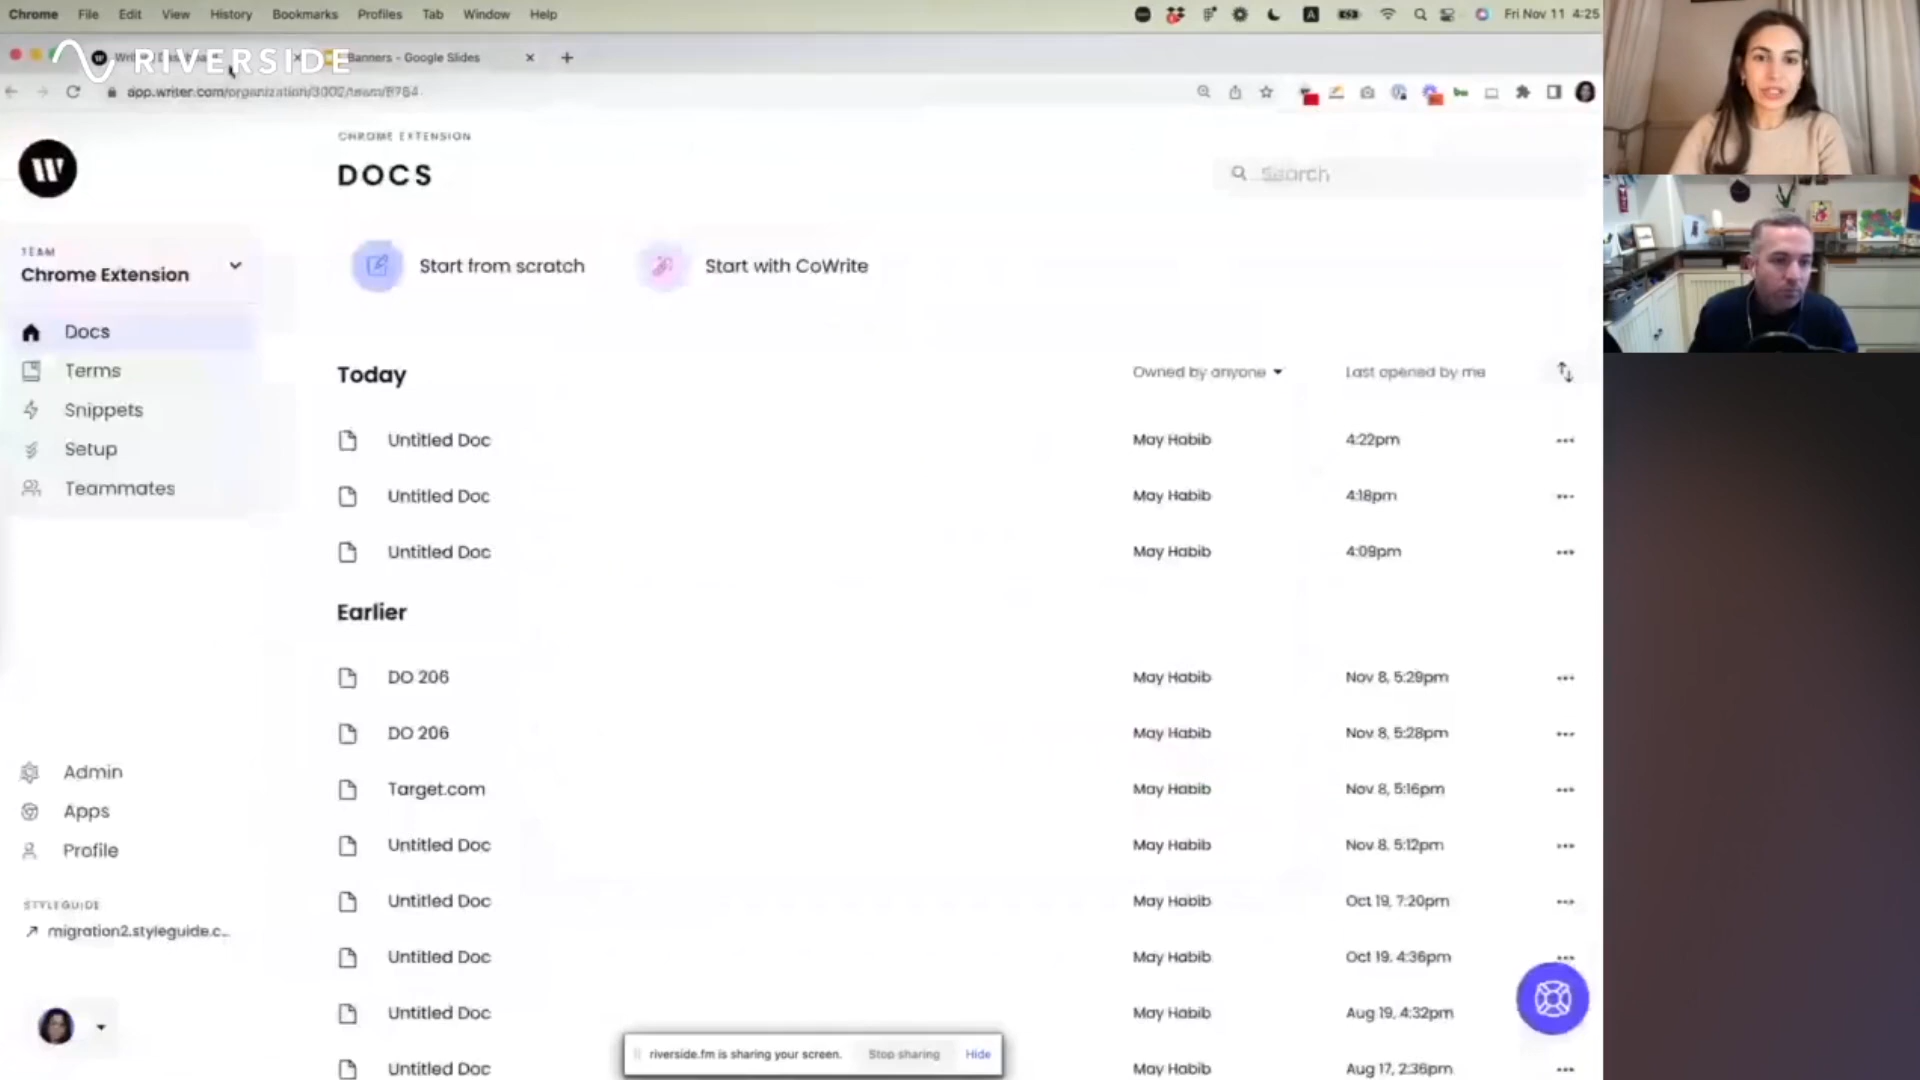 Chrome File Edit View History Bookmarks Profiles Tab Window Help
A
Fri Nov 11 4:25
RIVERSIDE
Banners - Google Slides
app.writer.com/organization/3002/team/8764
W
CHROME EXTENSION
DOCS
Search
TEAM
Chrome Extension
Start from scratch
Start with CoWrite
Docs
Terms
Snippets
Setup
Teammates
Today
Owned by anyone
Last opened by me
Untitled Doc May Habib 4:22pm
Untitled Doc May Habib 4:18pm
Untitled Doc May Habib 4:09pm
Earlier
DO 206 May Habib Nov 8, 5:29pm
DO 206 May Habib Nov 8, 5:28pm
Target.com May Habib Nov 8, 5:16pm
Untitled Doc May Habib Nov 8, 5:12pm
Untitled Doc May Habib Oct 19, 7:20pm
Untitled Doc May Habib Oct 19, 4:36pm
Untitled Doc May Habib Aug 19, 4:32pm
Untitled Doc May Habib Aug 17, 2:36pm
Admin
Apps
Profile
STYLEGUIDE
migration2.styleguide.c...
riverside.fm is sharing your screen.
Stop sharing
Hide